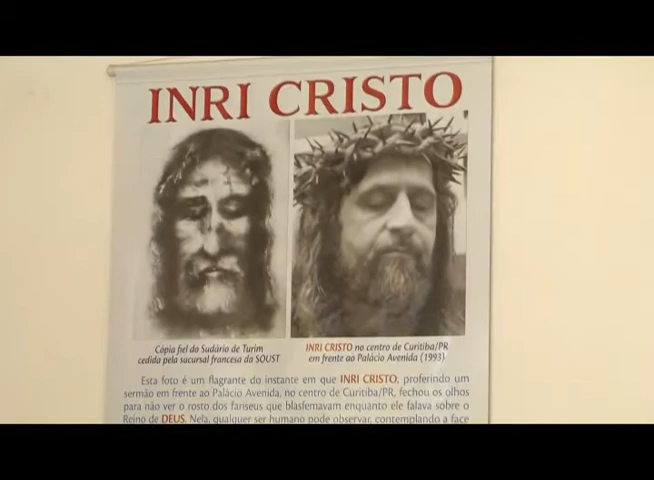 INRI CRISTO
Cópia fiel do Sudário de Turim
cedida pela sucursal francesa da SOUST
INRI CRISTO no centro de Curitiba/PR
em frente ao Palácio Avenida (1993)
Esta foto é um flagrante do instante em que INRI CRISTO, proferindo um
sermão em frente ao Palácio Avenida, no centro de Curitiba/PR, fechou os olhos
para não ver o rosto dos fariseus que blasfemavam enquanto ele falava sobre o
Reino de DEUS. Nela, qualquer ser humano pode observar, contemplando a face